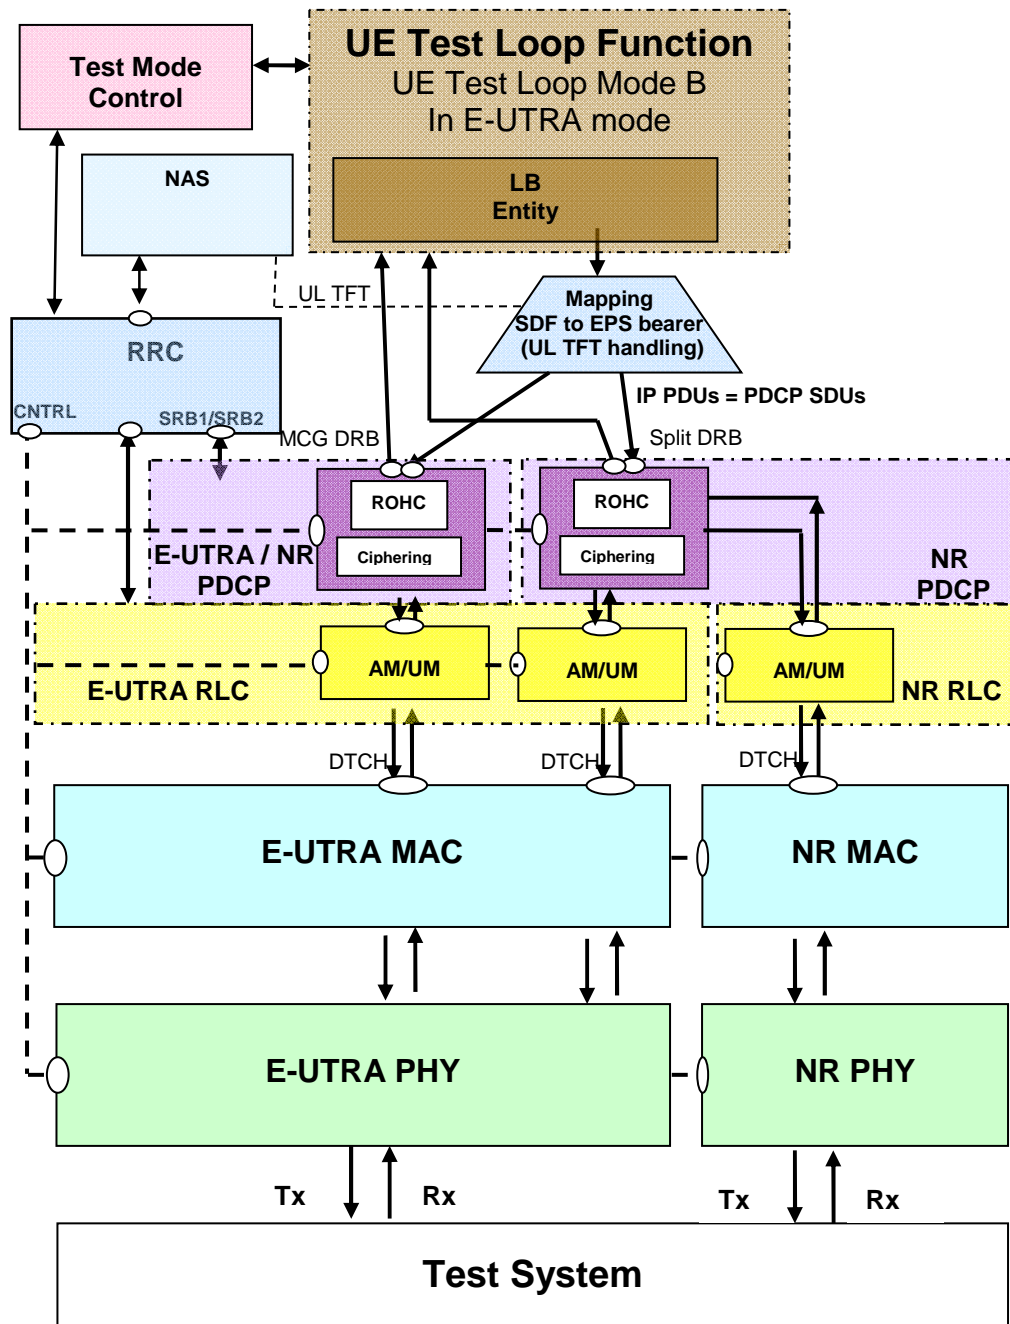 UE Test Loop Function
UE Test Loop Mode B
In E-UTRA mode
Test Mode
Control
NAS
LB
Entity
UL TFT
Mapping
SDF to EPS bearer
(UL TFT handling)
RRC
CNTRL
SRB1/SRB2
IP PDUs = PDCP SDUs
MCG DRB
Split DRB
ROHC
Ciphering
ROHC
Ciphering
E-UTRA / NR
PDCP
NR
PDCP
AM/UM
AM/UM
AM/UM
E-UTRA RLC
NR RLC
DTCH
DTCH
DTCH
E-UTRA MAC
NR MAC
E-UTRA PHY
NR PHY
Tx
Rx
Tx
Rx
Test System